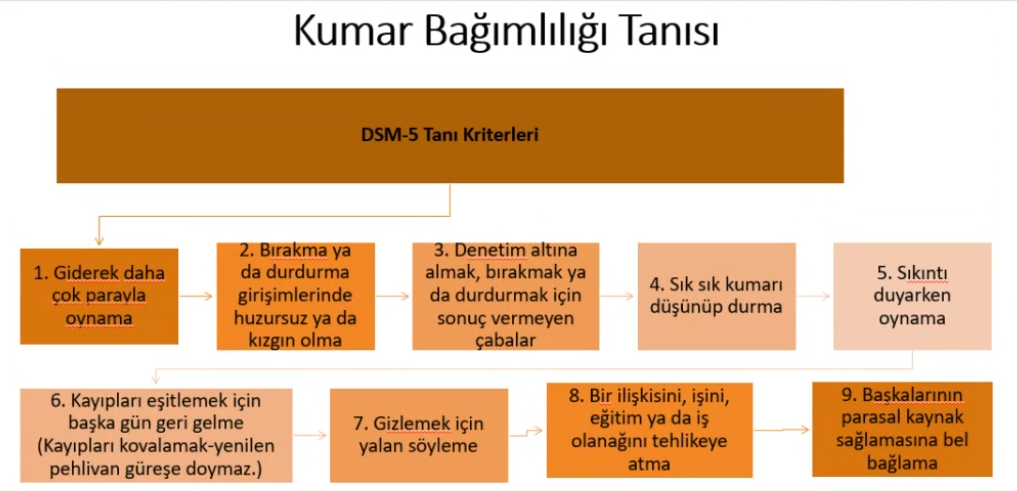 Kumar Bağımlılığı Tanısı
DSM-5 Tanı Kriterleri
1. Giderek daha
çok parayla
oynama
2. Bırakma ya
da durdurma
girişimlerinde
huzursuz ya da
kızgın olma
3. Denetim altına
almak, bırakmak ya
da durdurmak için
sonuç vermeyen
çabalar
4. Sık sık kumarı
düşünüp durma
5. Sıkıntı
duyarken
oynama
6. Kayıpları eşitlemek için
başka gün geri gelme
(Kayıpları kovalamak-yenilen
pehlivan güreşe doymaz.)
7. Gizlemek için
yalan söyleme
8. Bir ilişkisini, işini,
eğitim ya da iş
olanağını tehlikeye
atma
9. Başkalarının
parasal kaynak
sağlamasına bel
bağlama